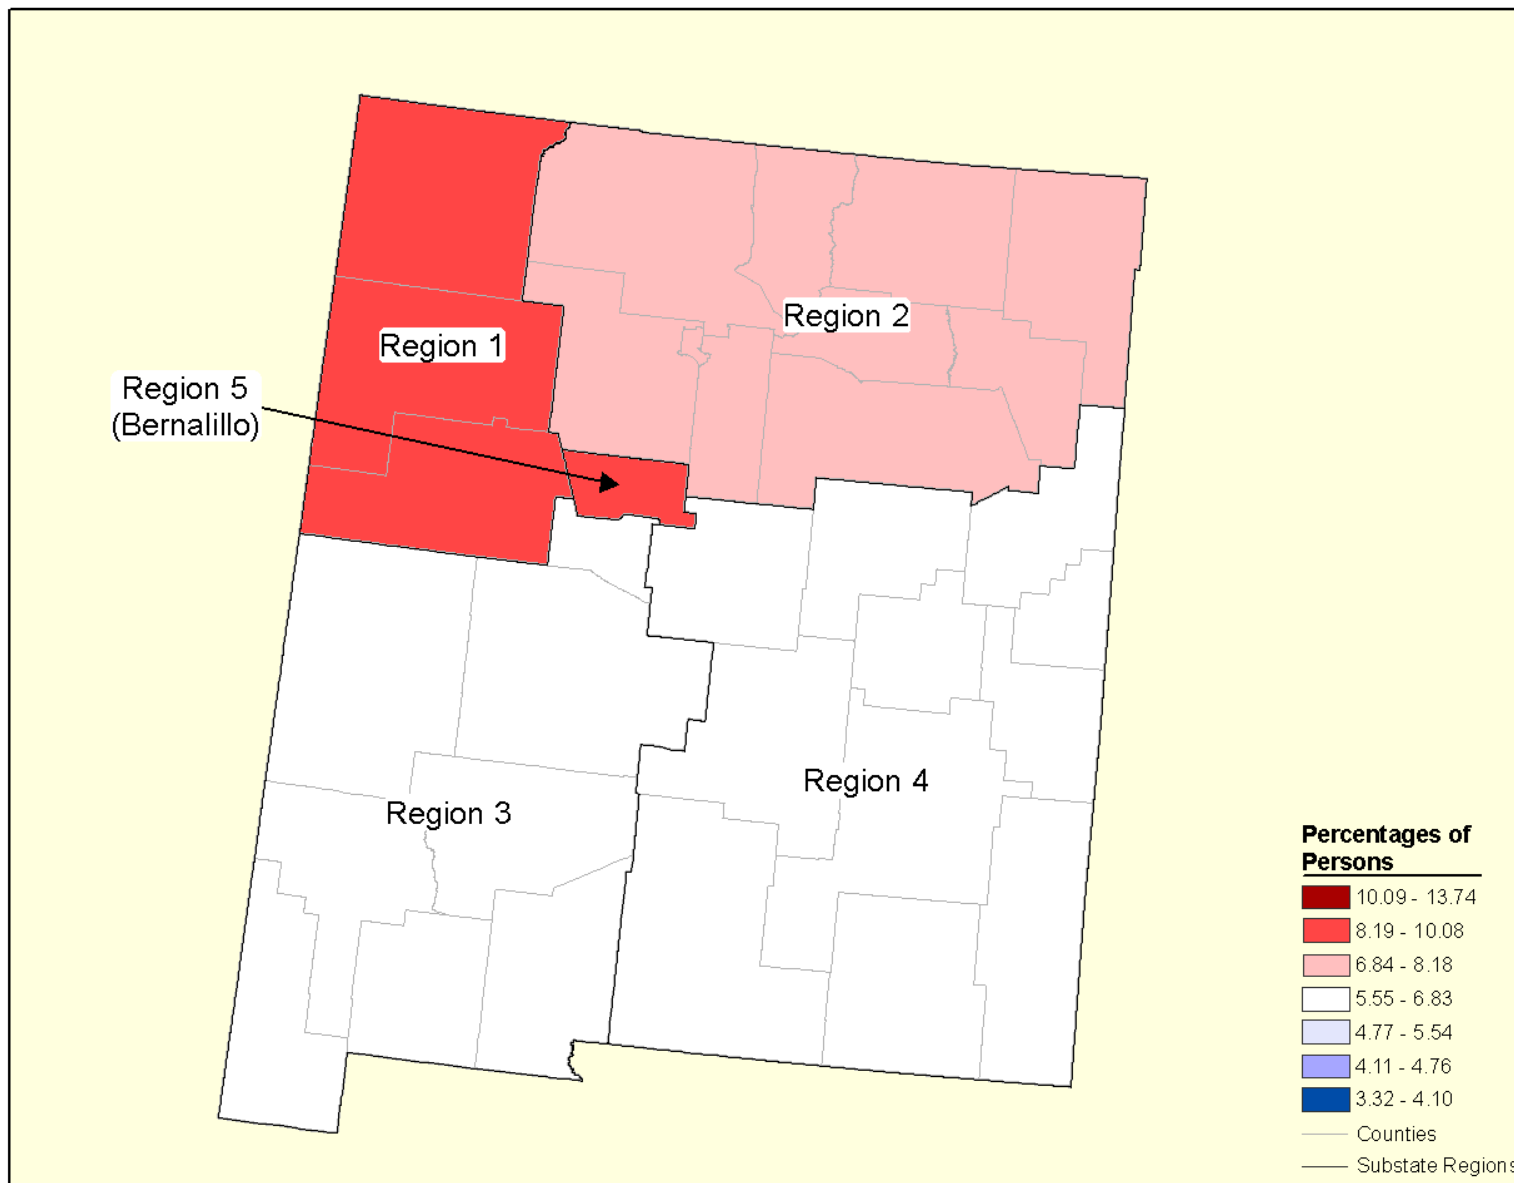 Region 2
Region 1
Region 5
(Bernalillo)
Region 4
Region 3
Percentages of
Persons
10.09 - 13.74
8.19 - 10.08
6.84 - 8.18
5.55 - 6.83
4.77 - 5.54
4.11 - 4.76
3.32 - 4.10
Counties
Substate Regions